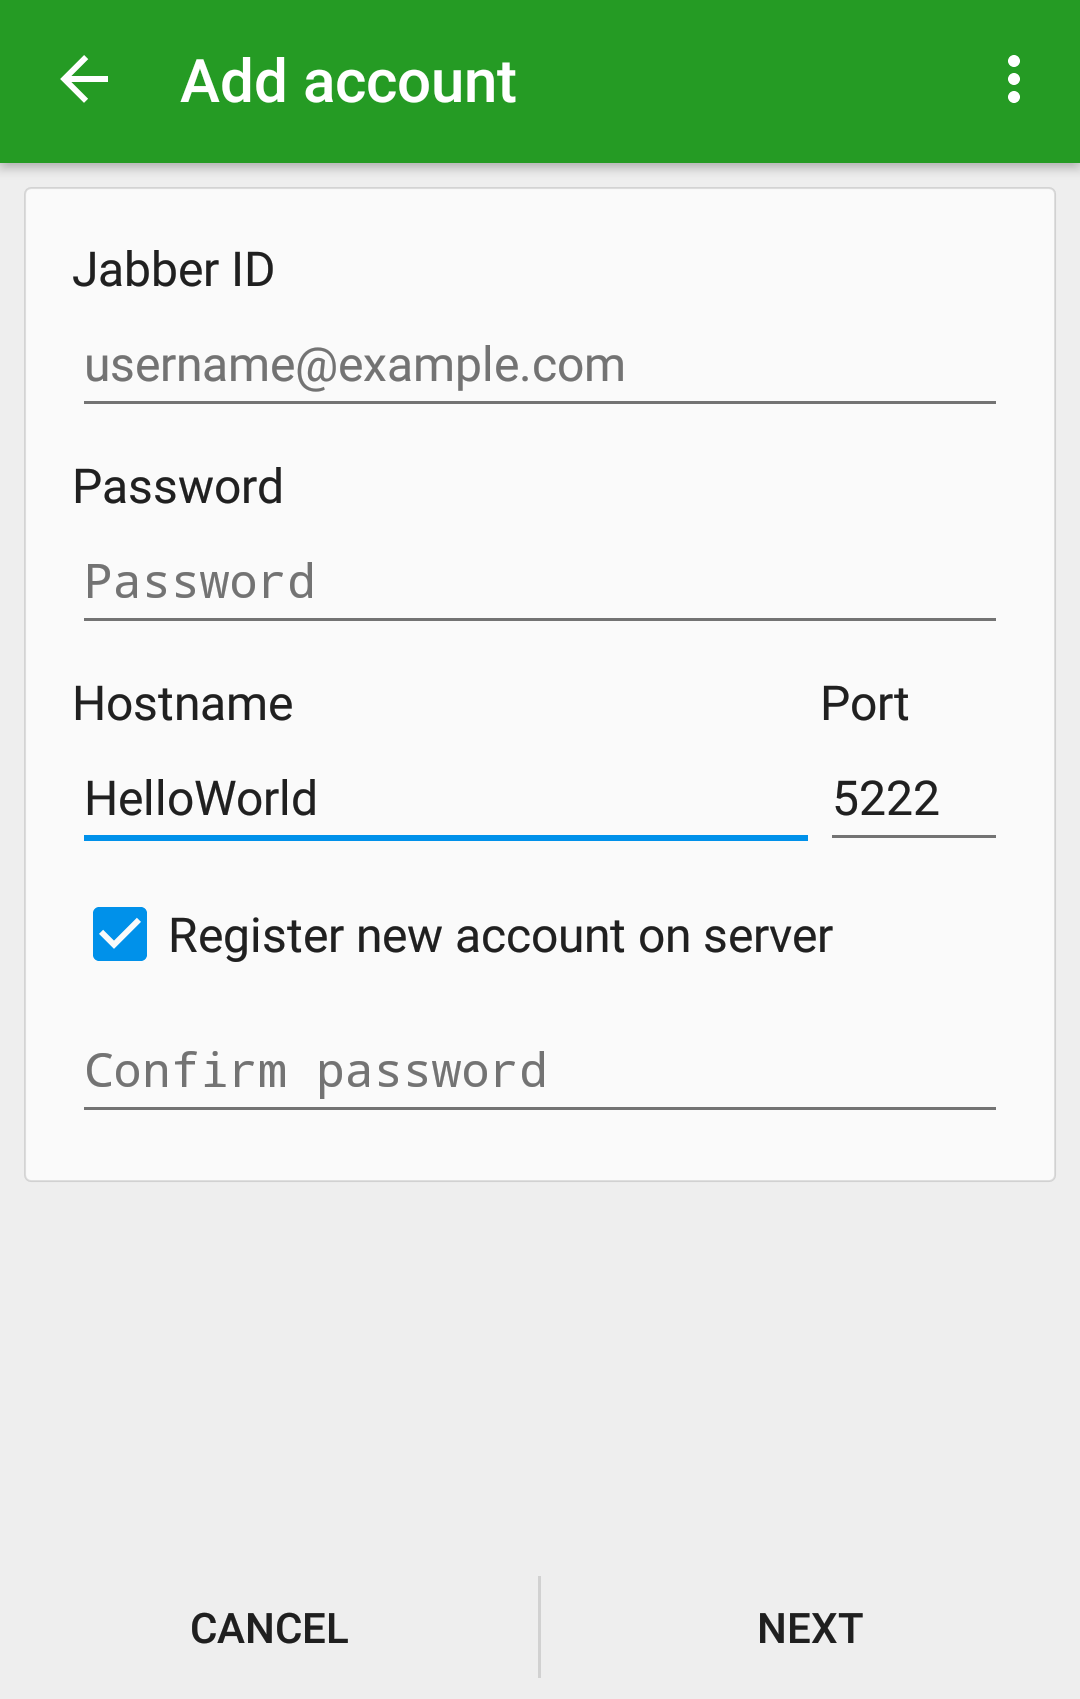 Add account
Jabber ID
username@example.com
Password
Password
Hostname Port
HelloWorld 5222
Register new account on server
Confirm password
CANCEL NEXT